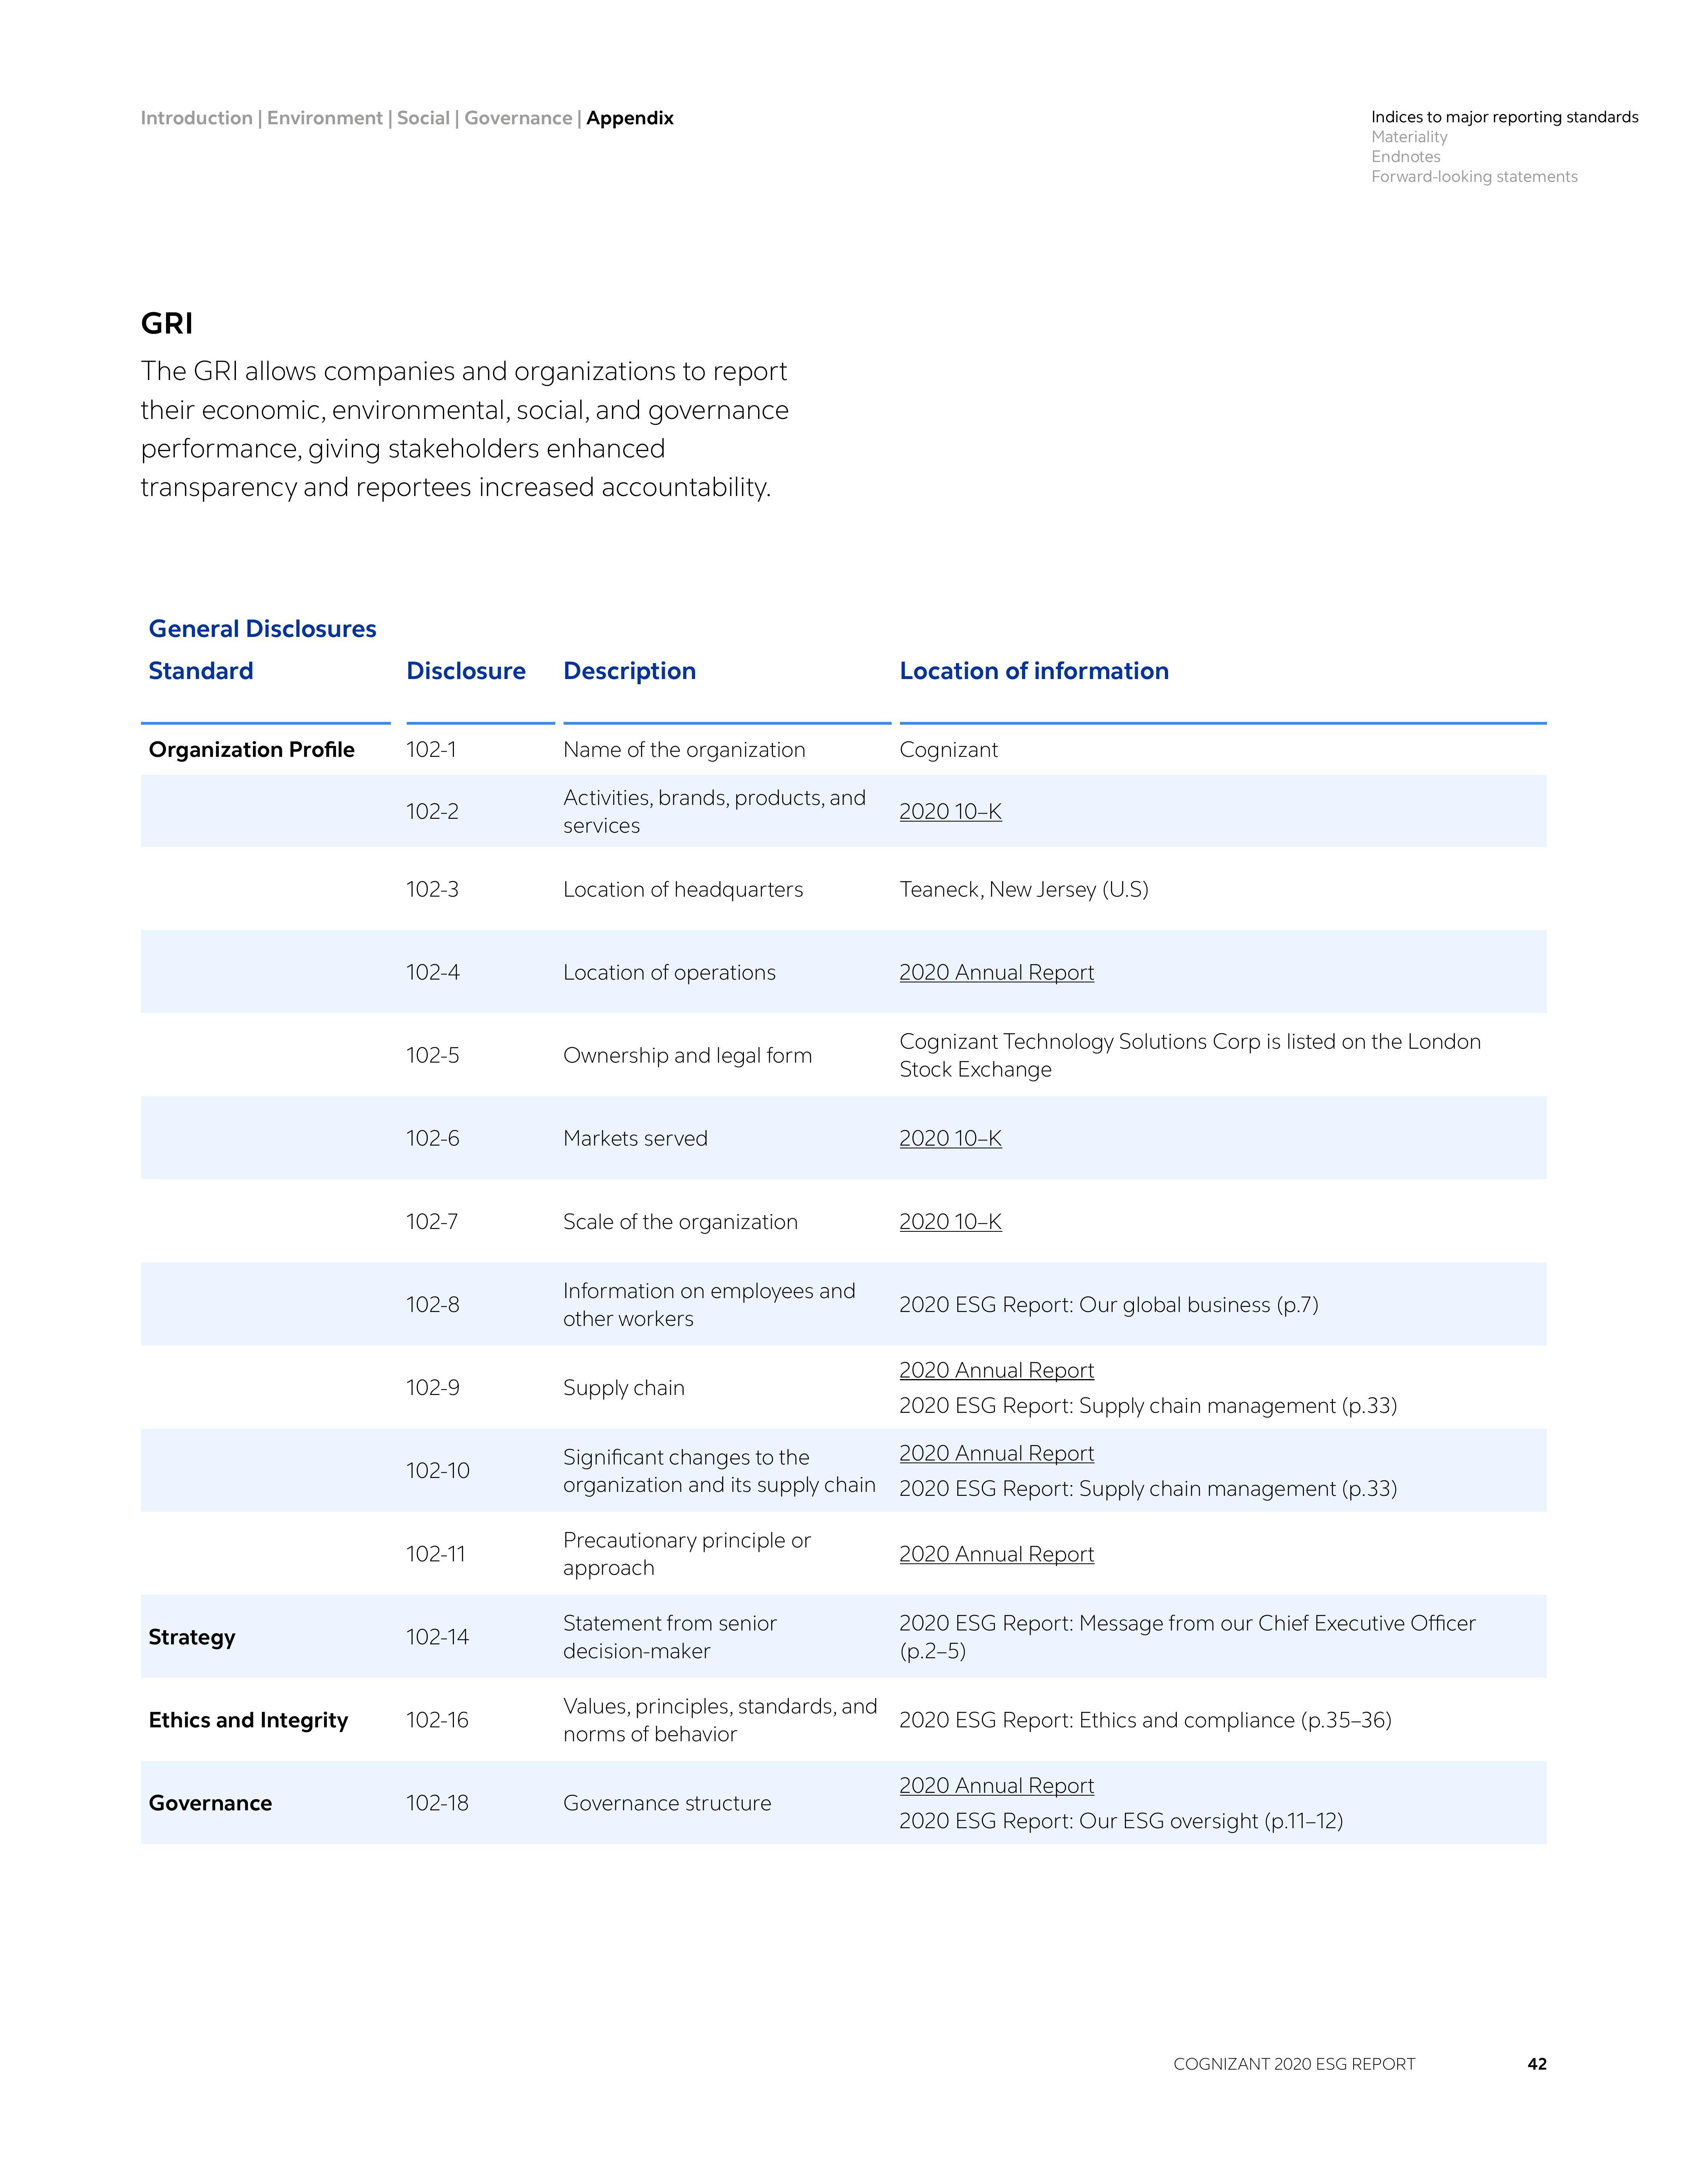 Introduction | Environment | Social | Governance | Appendix
Indices to major reporting standards
Materiality
Endnotes
Forward-looking statements
GRI
The GRI allows companies and organizations to report
their economic, environmental, social, and governance
performance, giving stakeholders enhanced
transparency and reportees increased accountability.
General Disclosures
Standard Disclosure Description Location of information
Organization Profile 102-1 Name of the organization Cognizant
102-2 Activities, brands, products, and
services 2020 10–K
102-3 Location of headquarters Teaneck, New Jersey (U.S)
102-4 Location of operations 2020 Annual Report
102-5 Ownership and legal form Cognizant Technology Solutions Corp is listed on the London
Stock Exchange
102-6 Markets served 2020 10–K
102-7 Scale of the organization 2020 10–K
102-8 Information on employees and
other workers 2020 ESG Report: Our global business (p.7)
102-9 Supply chain 2020 Annual Report
2020 ESG Report: Supply chain management (p.33)
102-10 Significant changes to the
organization and its supply chain 2020 Annual Report
2020 ESG Report: Supply chain management (p.33)
102-11 Precautionary principle or
approach 2020 Annual Report
Strategy 102-14 Statement from senior
decision-maker 2020 ESG Report: Message from our Chief Executive Officer
(p.2–5)
Ethics and Integrity 102-16 Values, principles, standards, and
norms of behavior 2020 ESG Report: Ethics and compliance (p.35–36)
Governance 102-18 Governance structure 2020 Annual Report
2020 ESG Report: Our ESG oversight (p.11–12)
COGNIZANT 2020 ESG REPORT 42